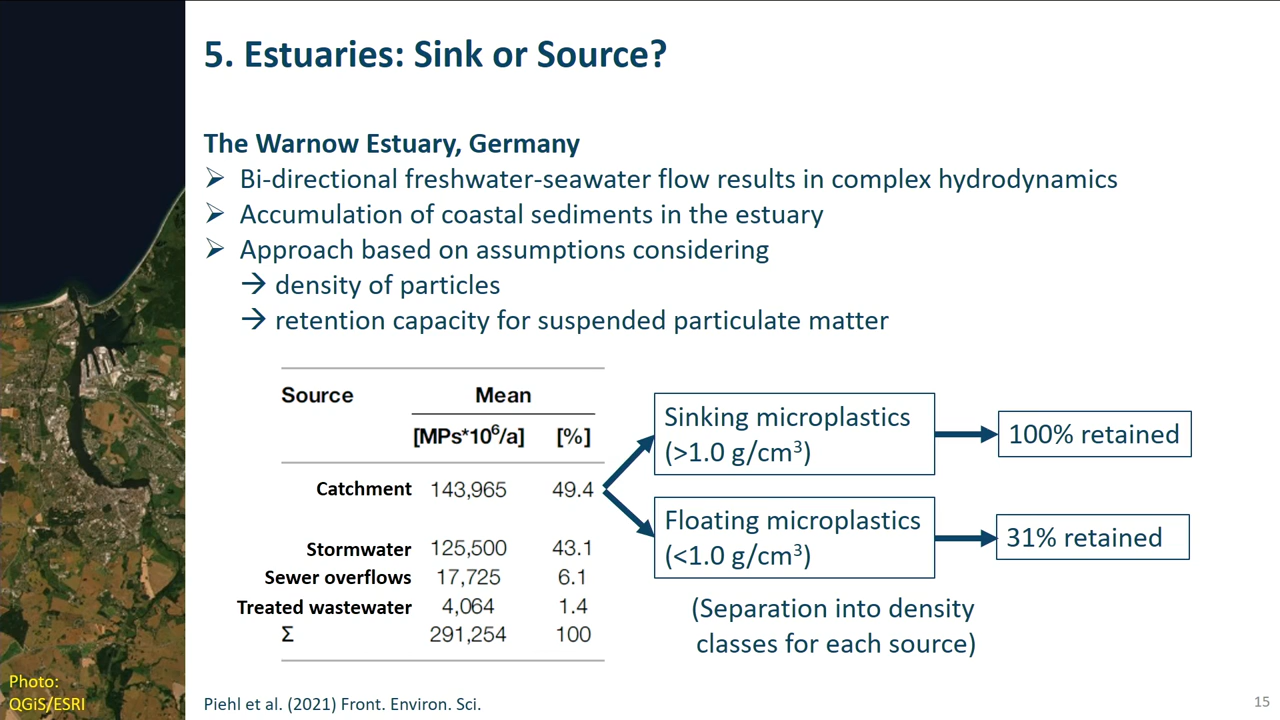 5. Estuaries: Sink or Source?
The Warnow Estuary, Germany
➢ Bi-directional freshwater-seawater flow results in complex hydrodynamics
➢ Accumulation of coastal sediments in the estuary
➢ Approach based on assumptions considering
→ density of particles
→ retention capacity for suspended particulate matter
Source Mean
[MPs*10⁶/a] [%]
Catchment 143,965 49.4
Stormwater 125,500 43.1
Sewer overflows 17,725 6.1
Treated wastewater 4,064 1.4
Σ 291,254 100
Sinking microplastics
(>1.0 g/cm³)
100% retained
Floating microplastics
(<1.0 g/cm³)
31% retained
(Separation into density
classes for each source)
Photo:
QGiS/ESRI
Piehl et al. (2021) Front. Environ. Sci.
15